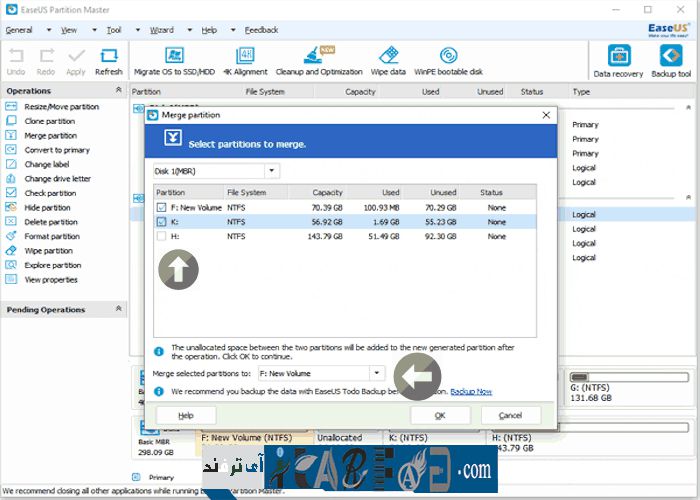 EaseUS Partition Master
General View Tool Wizard Help Feedback
EaseUS
Make your life easy!
Undo Redo Apply Refresh Migrate OS to SSD/HDD 4K Alignment Cleanup and Optimization Wipe data WinPE bootable disk Data recovery Backup tool
NEW
Operations
Resize/Move partition
Clone partition
Merge partition
Convert to primary
Change label
Change drive letter
Check partition
Hide partition
Delete partition
Format partition
Wipe partition
Explore partition
View properties
Pending Operations
Partition File System Capacity Used Unused Status Type
Primary
Primary
Primary
Logical
Logical
Logical
Logical
Logical
Logical
Merge partition
Select partitions to merge.
Disk 1(MBR)
Partition File System Capacity Used Unused Status
F: New Volume NTFS 70.39 GB 100.93 MB 70.29 GB None
K: NTFS 56.92 GB 1.69 GB 55.23 GB None
H: NTFS 143.79 GB 51.49 GB 92.30 GB None
The unallocated space between the two partitions will be added to the new generated partition after
the operation. Click OK to continue.
Merge selected partitions to: F: New Volume
We recommend you backup the data with EaseUS Todo Backup before operation. Backup Now
Help OK Cancel
G: (NTFS)
131.68 GB
Basic MBR
298.09 GB
F: New Volume (NTFS) Unallocated K: (NTFS) H: (NTFS)
143.79 GB
آی ترفند
.com
Primary
We recommend closing all other applications while running EaseUS Partition Master.